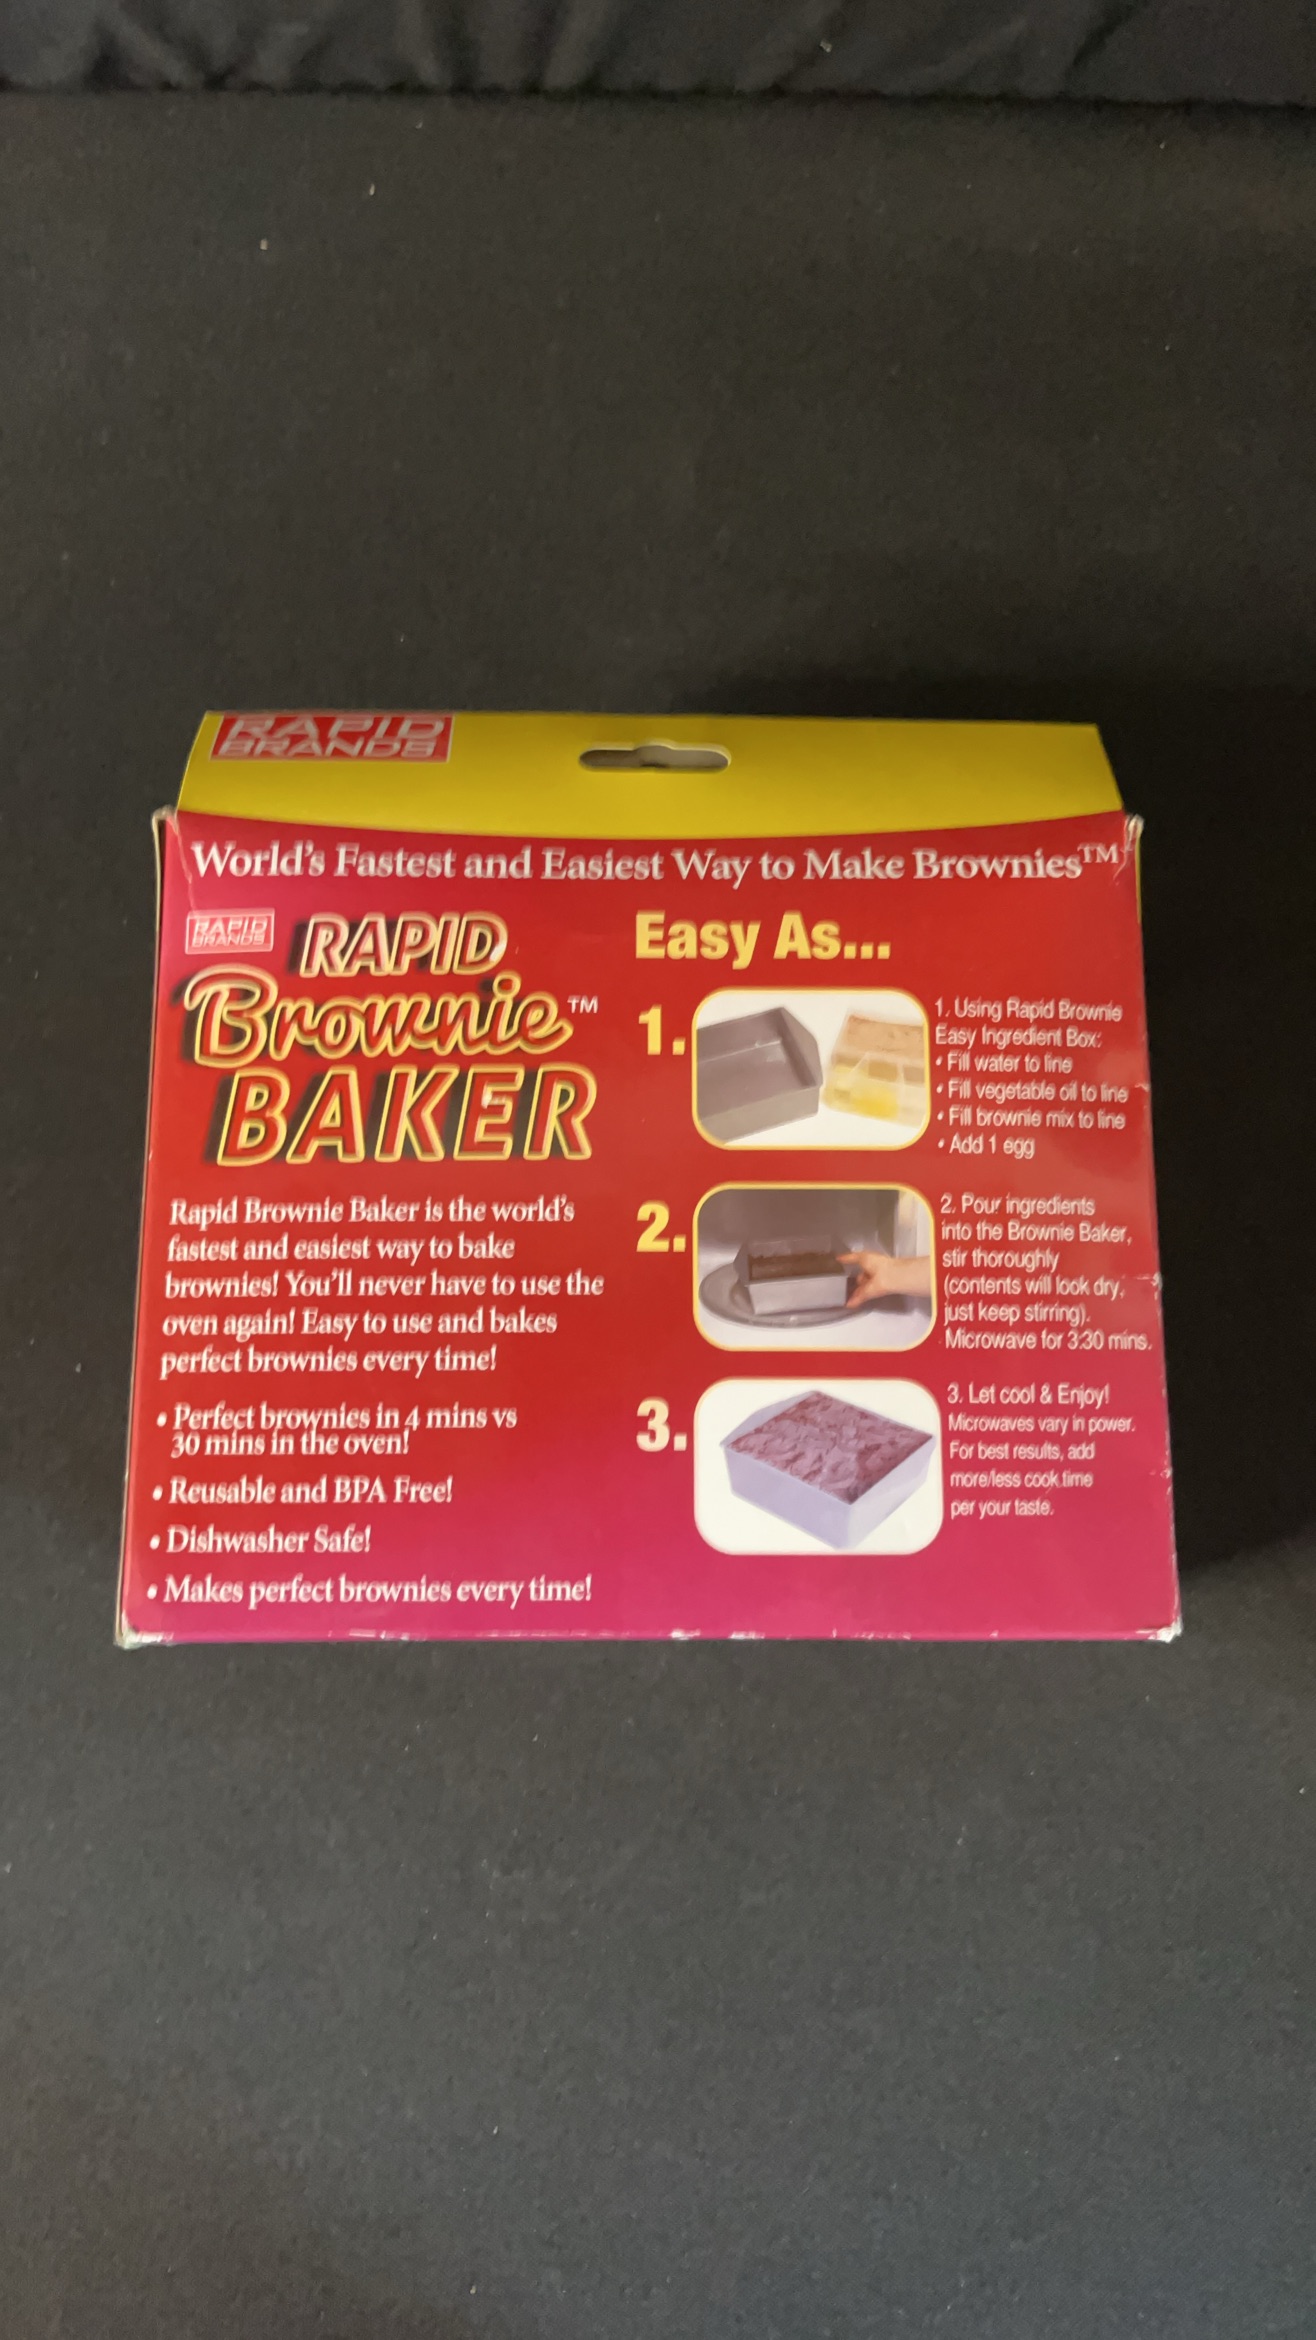 RAPID
BRANDS
World's Fastest and Easiest Way to Make Brownies™
RAPID
BRANDS
RAPID
Brownie™
BAKER
Rapid Brownie Baker is the world's
fastest and easiest way to bake
brownies! You'll never have to use the
oven again! Easy to use and bakes
perfect brownies every time!
• Perfect brownies in 4 mins vs
30 mins in the oven!
• Reusable and BPA Free!
• Dishwasher Safe!
• Makes perfect brownies every time!
Easy As...
1.
1. Using Rapid Brownie
Easy Ingredient Box:
• Fill water to line
• Fill vegetable oil to line
• Fill brownie mix to line
• Add 1 egg
2.
2. Pour ingredients
into the Brownie Baker,
stir thoroughly
(contents will look dry,
just keep stirring).
Microwave for 3:30 mins.
3.
3. Let cool & Enjoy!
Microwaves vary in power.
For best results, add
more/less cook time
per your taste.